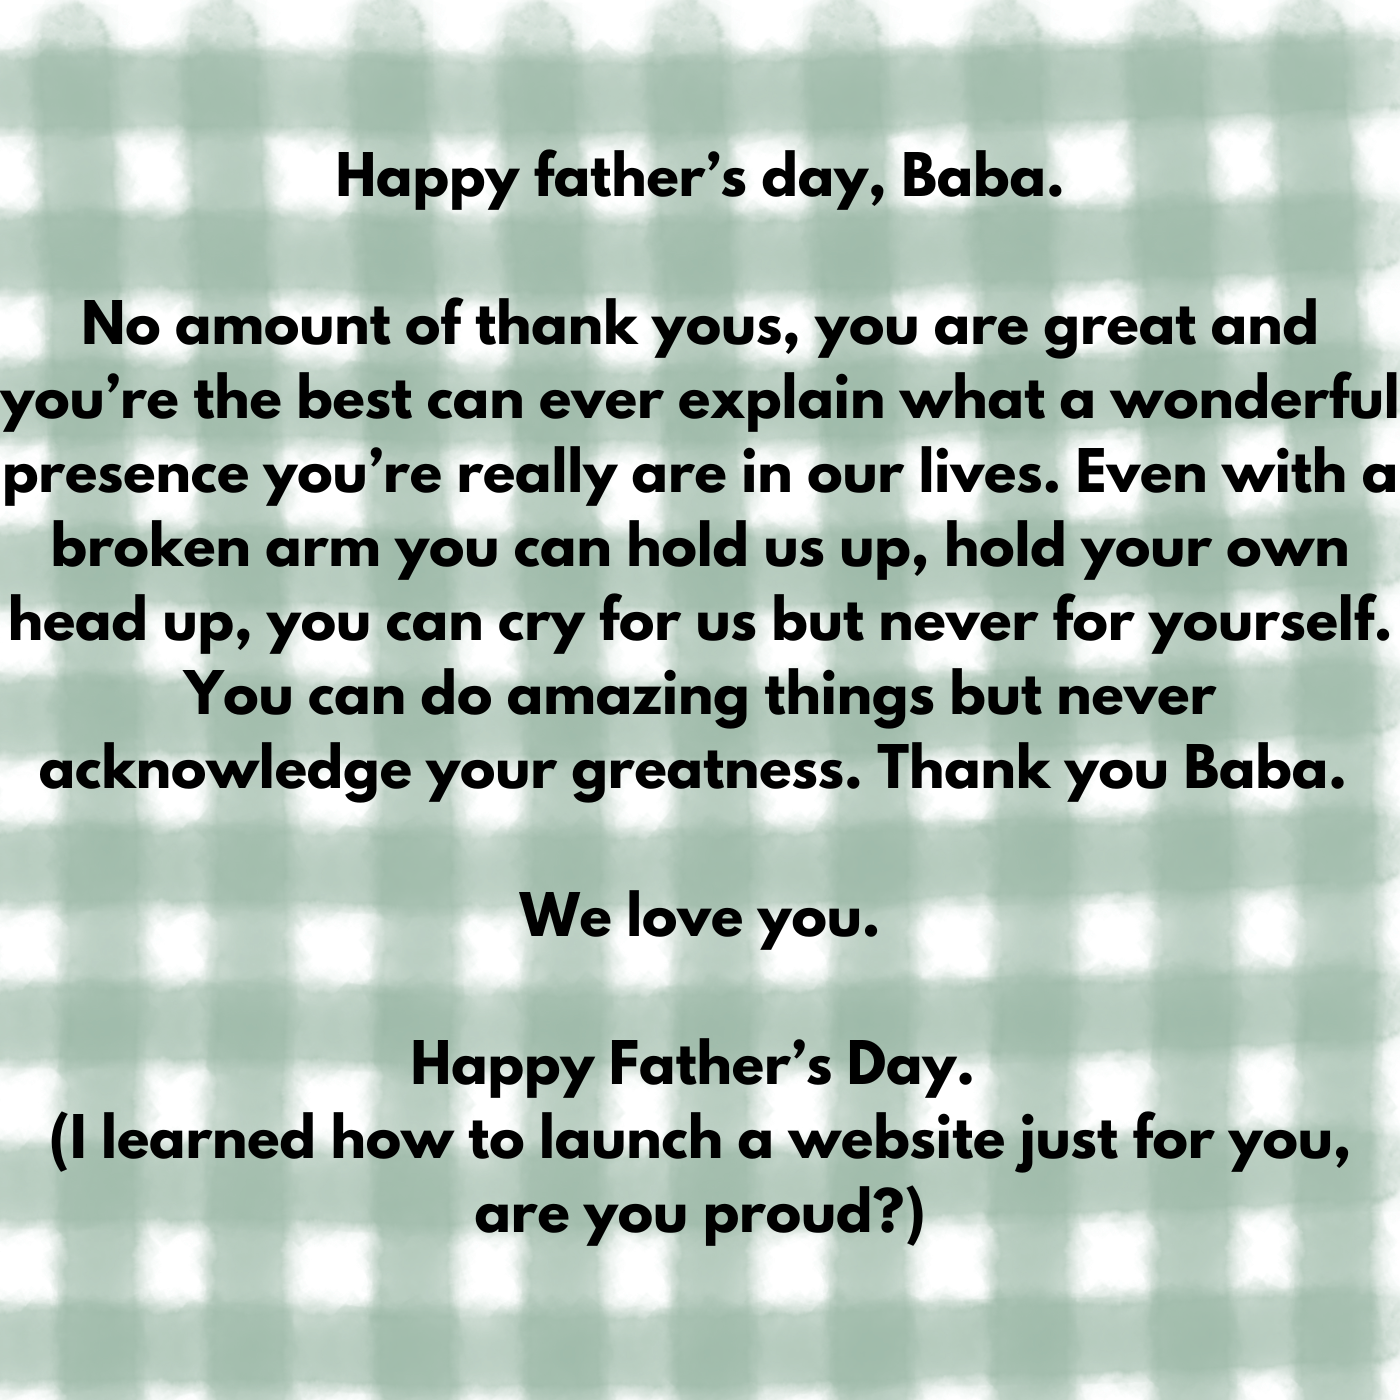 Happy father’s day, Baba.
No amount of thank yous, you are great and
you’re the best can ever explain what a wonderful
presence you’re really are in our lives. Even with a
broken arm you can hold us up, hold your own
head up, you can cry for us but never for yourself.
You can do amazing things but never
acknowledge your greatness. Thank you Baba.
We love you.
Happy Father’s Day.
(I learned how to launch a website just for you,
are you proud?)